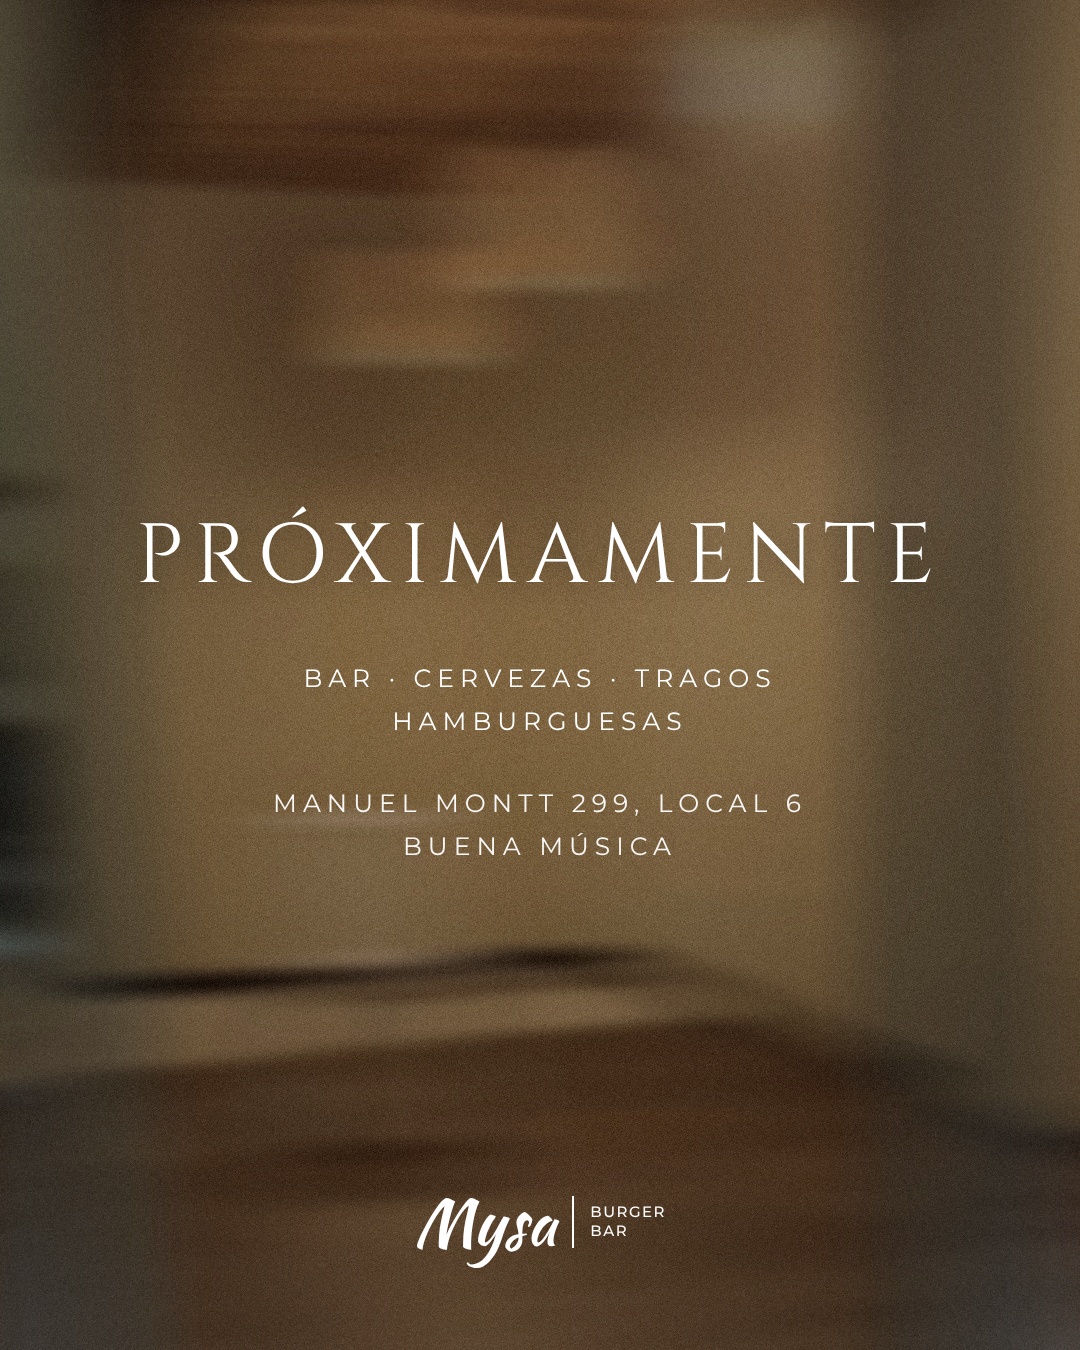 PRÓXIMAMENTE
BAR · CERVEZAS · TRAGOS
HAMBURGUESAS
MANUEL MONTT 299, LOCAL 6
BUENA MÚSICA
Mysa
BURGER
BAR